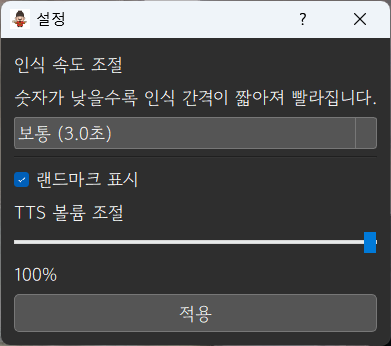 설정
?
인식 속도 조절
숫자가 낮을수록 인식 간격이 짧아져 빨라집니다.
보통 (3.0초)
랜드마크 표시
TTS 볼륨 조절
100%
적용